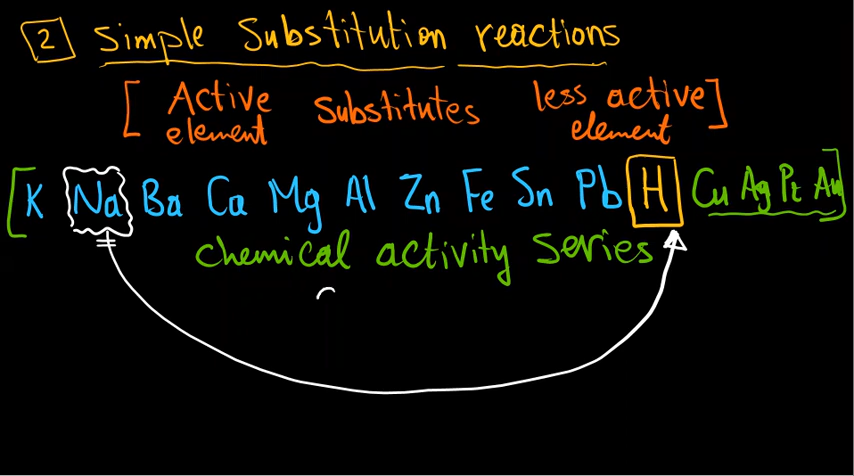 2 Simple Substitution reactions
[ Active element substitutes less active element ]
[ K Na Ba Ca Mg Al Zn Fe Sn Pb H Cu Ag Pt Au ]
chemical activity series